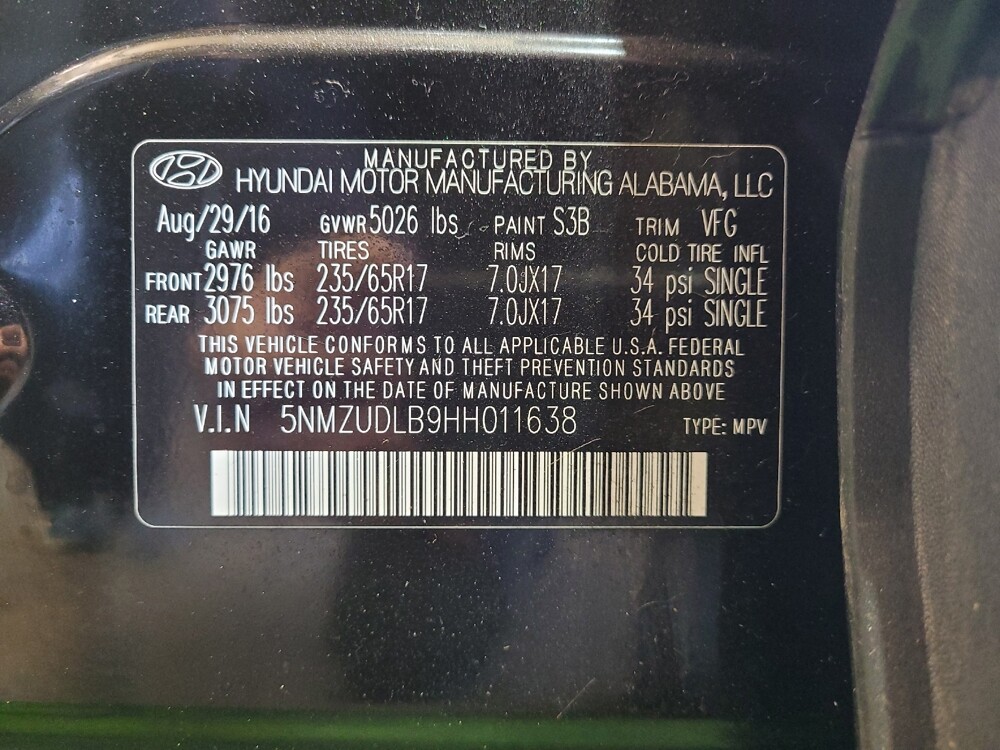 MANUFACTURED BY
HYUNDAI MOTOR MANUFACTURING ALABAMA, LLC
Aug/29/16 GVWR 5026 lbs PAINT S3B TRIM VFG
GAWR TIRES RIMS COLD TIRE INFL
FRONT 2976 lbs 235/65R17 7.0JX17 34 psi SINGLE
REAR 3075 lbs 235/65R17 7.0JX17 34 psi SINGLE
THIS VEHICLE CONFORMS TO ALL APPLICABLE U.S.A. FEDERAL
MOTOR VEHICLE SAFETY AND THEFT PREVENTION STANDARDS
IN EFFECT ON THE DATE OF MANUFACTURE SHOWN ABOVE
V.I.N 5NMZUDLB9HH011638 TYPE: MPV